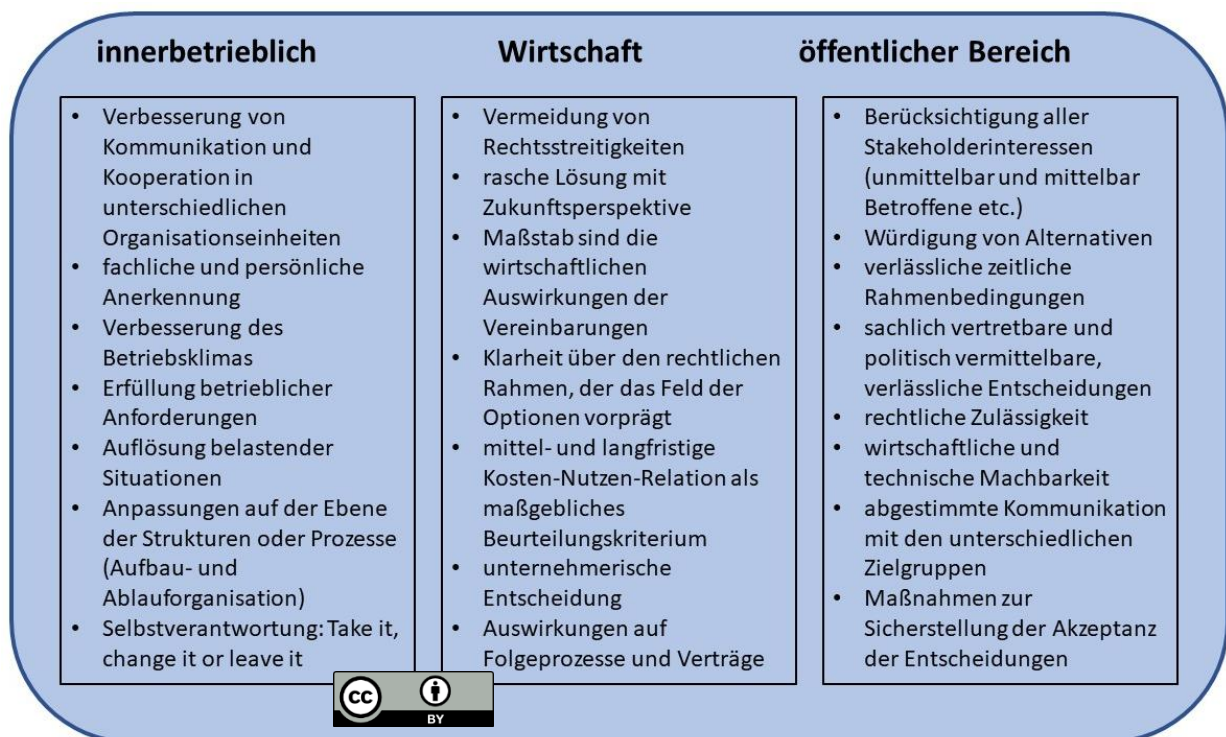 innerbetrieblich
• Verbesserung von
Kommunikation und
Kooperation in
unterschiedlichen
Organisationseinheiten
• fachliche und persönliche
Anerkennung
• Verbesserung des
Betriebsklimas
• Erfüllung betrieblicher
Anforderungen
• Auflösung belastender
Situationen
• Anpassungen auf der Ebene
der Strukturen oder Prozesse
(Aufbau- und
Ablauforganisation)
• Selbstverantwortung: Take it,
change it or leave it
Wirtschaft
• Vermeidung von
Rechtsstreitigkeiten
• rasche Lösung mit
Zukunftsperspektive
• Maßstab sind die
wirtschaftlichen
Auswirkungen der
Vereinbarungen
• Klarheit über den rechtlichen
Rahmen, der das Feld der
Optionen vorprägt
• mittel- und langfristige
Kosten-Nutzen-Relation als
maßgebliches
Beurteilungskriterium
• unternehmerische
Entscheidung
• Auswirkungen auf
Folgeprozesse und Verträge
öffentlicher Bereich
• Berücksichtigung aller
Stakeholderinteressen
(unmittelbar und mittelbar
Betroffene etc.)
• Würdigung von Alternativen
• verlässliche zeitliche
Rahmenbedingungen
• sachlich vertretbare und
politisch vermittelbare,
verlässliche Entscheidungen
• rechtliche Zulässigkeit
• wirtschaftliche und
technische Machbarkeit
• abgestimmte Kommunikation
mit den unterschiedlichen
Zielgruppen
• Maßnahmen zur
Sicherstellung der Akzeptanz
der Entscheidungen
cc
BY